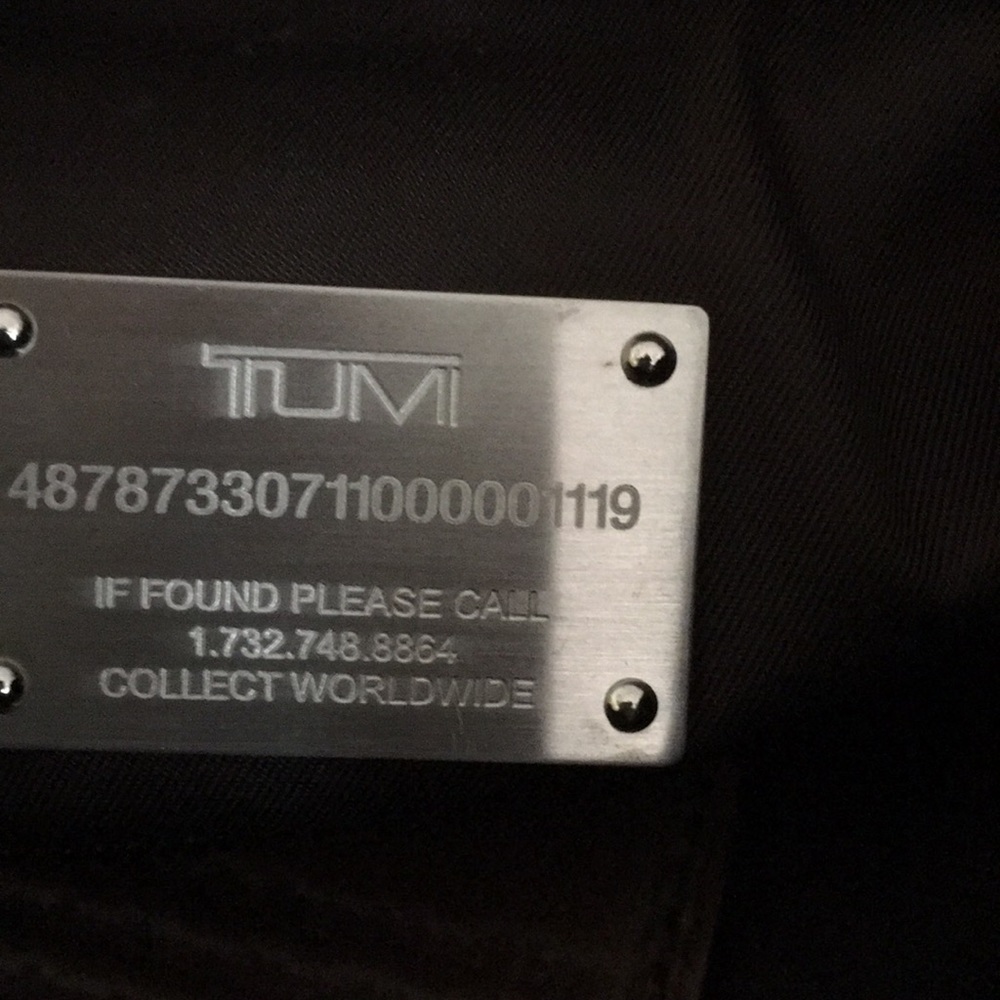 TUMI
48787330711000001119
IF FOUND PLEASE CALL
1.732.748.8864
COLLECT WORLDWIDE